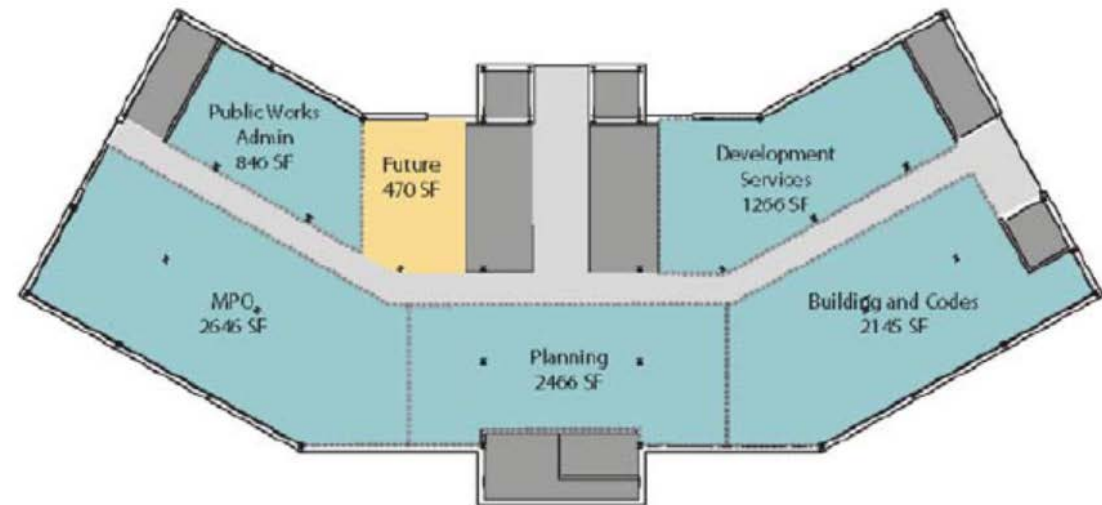 Public Works
Admin
846 SF
Future
470 SF
Development
Services
1266 SF
MPO
2646 SF
Planning
2466 SF
Building and Codes
2145 SF